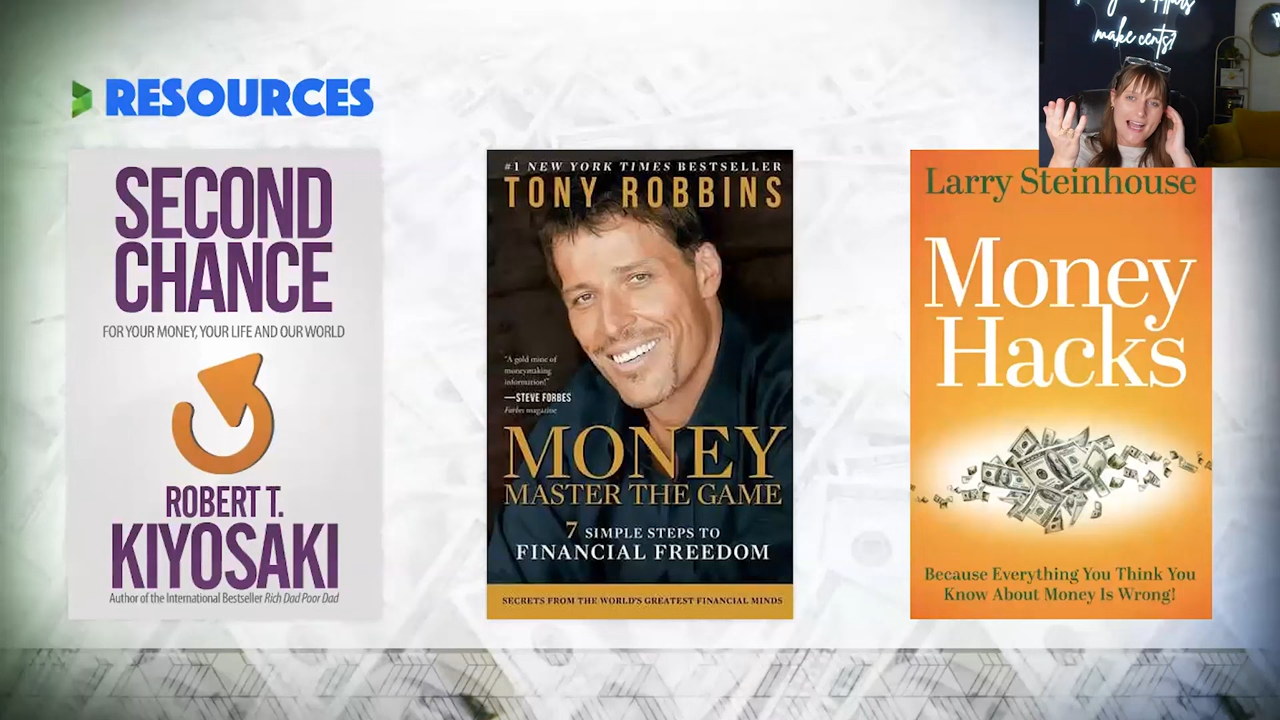 RESOURCES
SECOND
CHANCE
FOR YOUR MONEY, YOUR LIFE AND OUR WORLD
ROBERT T.
KIYOSAKI
Author of the International Bestseller Rich Dad Poor Dad
#1 NEW YORK TIMES BESTSELLER
TONY ROBBINS
"A gold mine of
moneymaking
information!"
—STEVE FORBES
Forbes magazine
MONEY
MASTER THE GAME
7 SIMPLE STEPS TO
FINANCIAL FREEDOM
SECRETS FROM THE WORLD'S GREATEST FINANCIAL MINDS
make cents?
Larry Steinhouse
Money
Hacks
Because Everything You Think You
Know About Money Is Wrong!